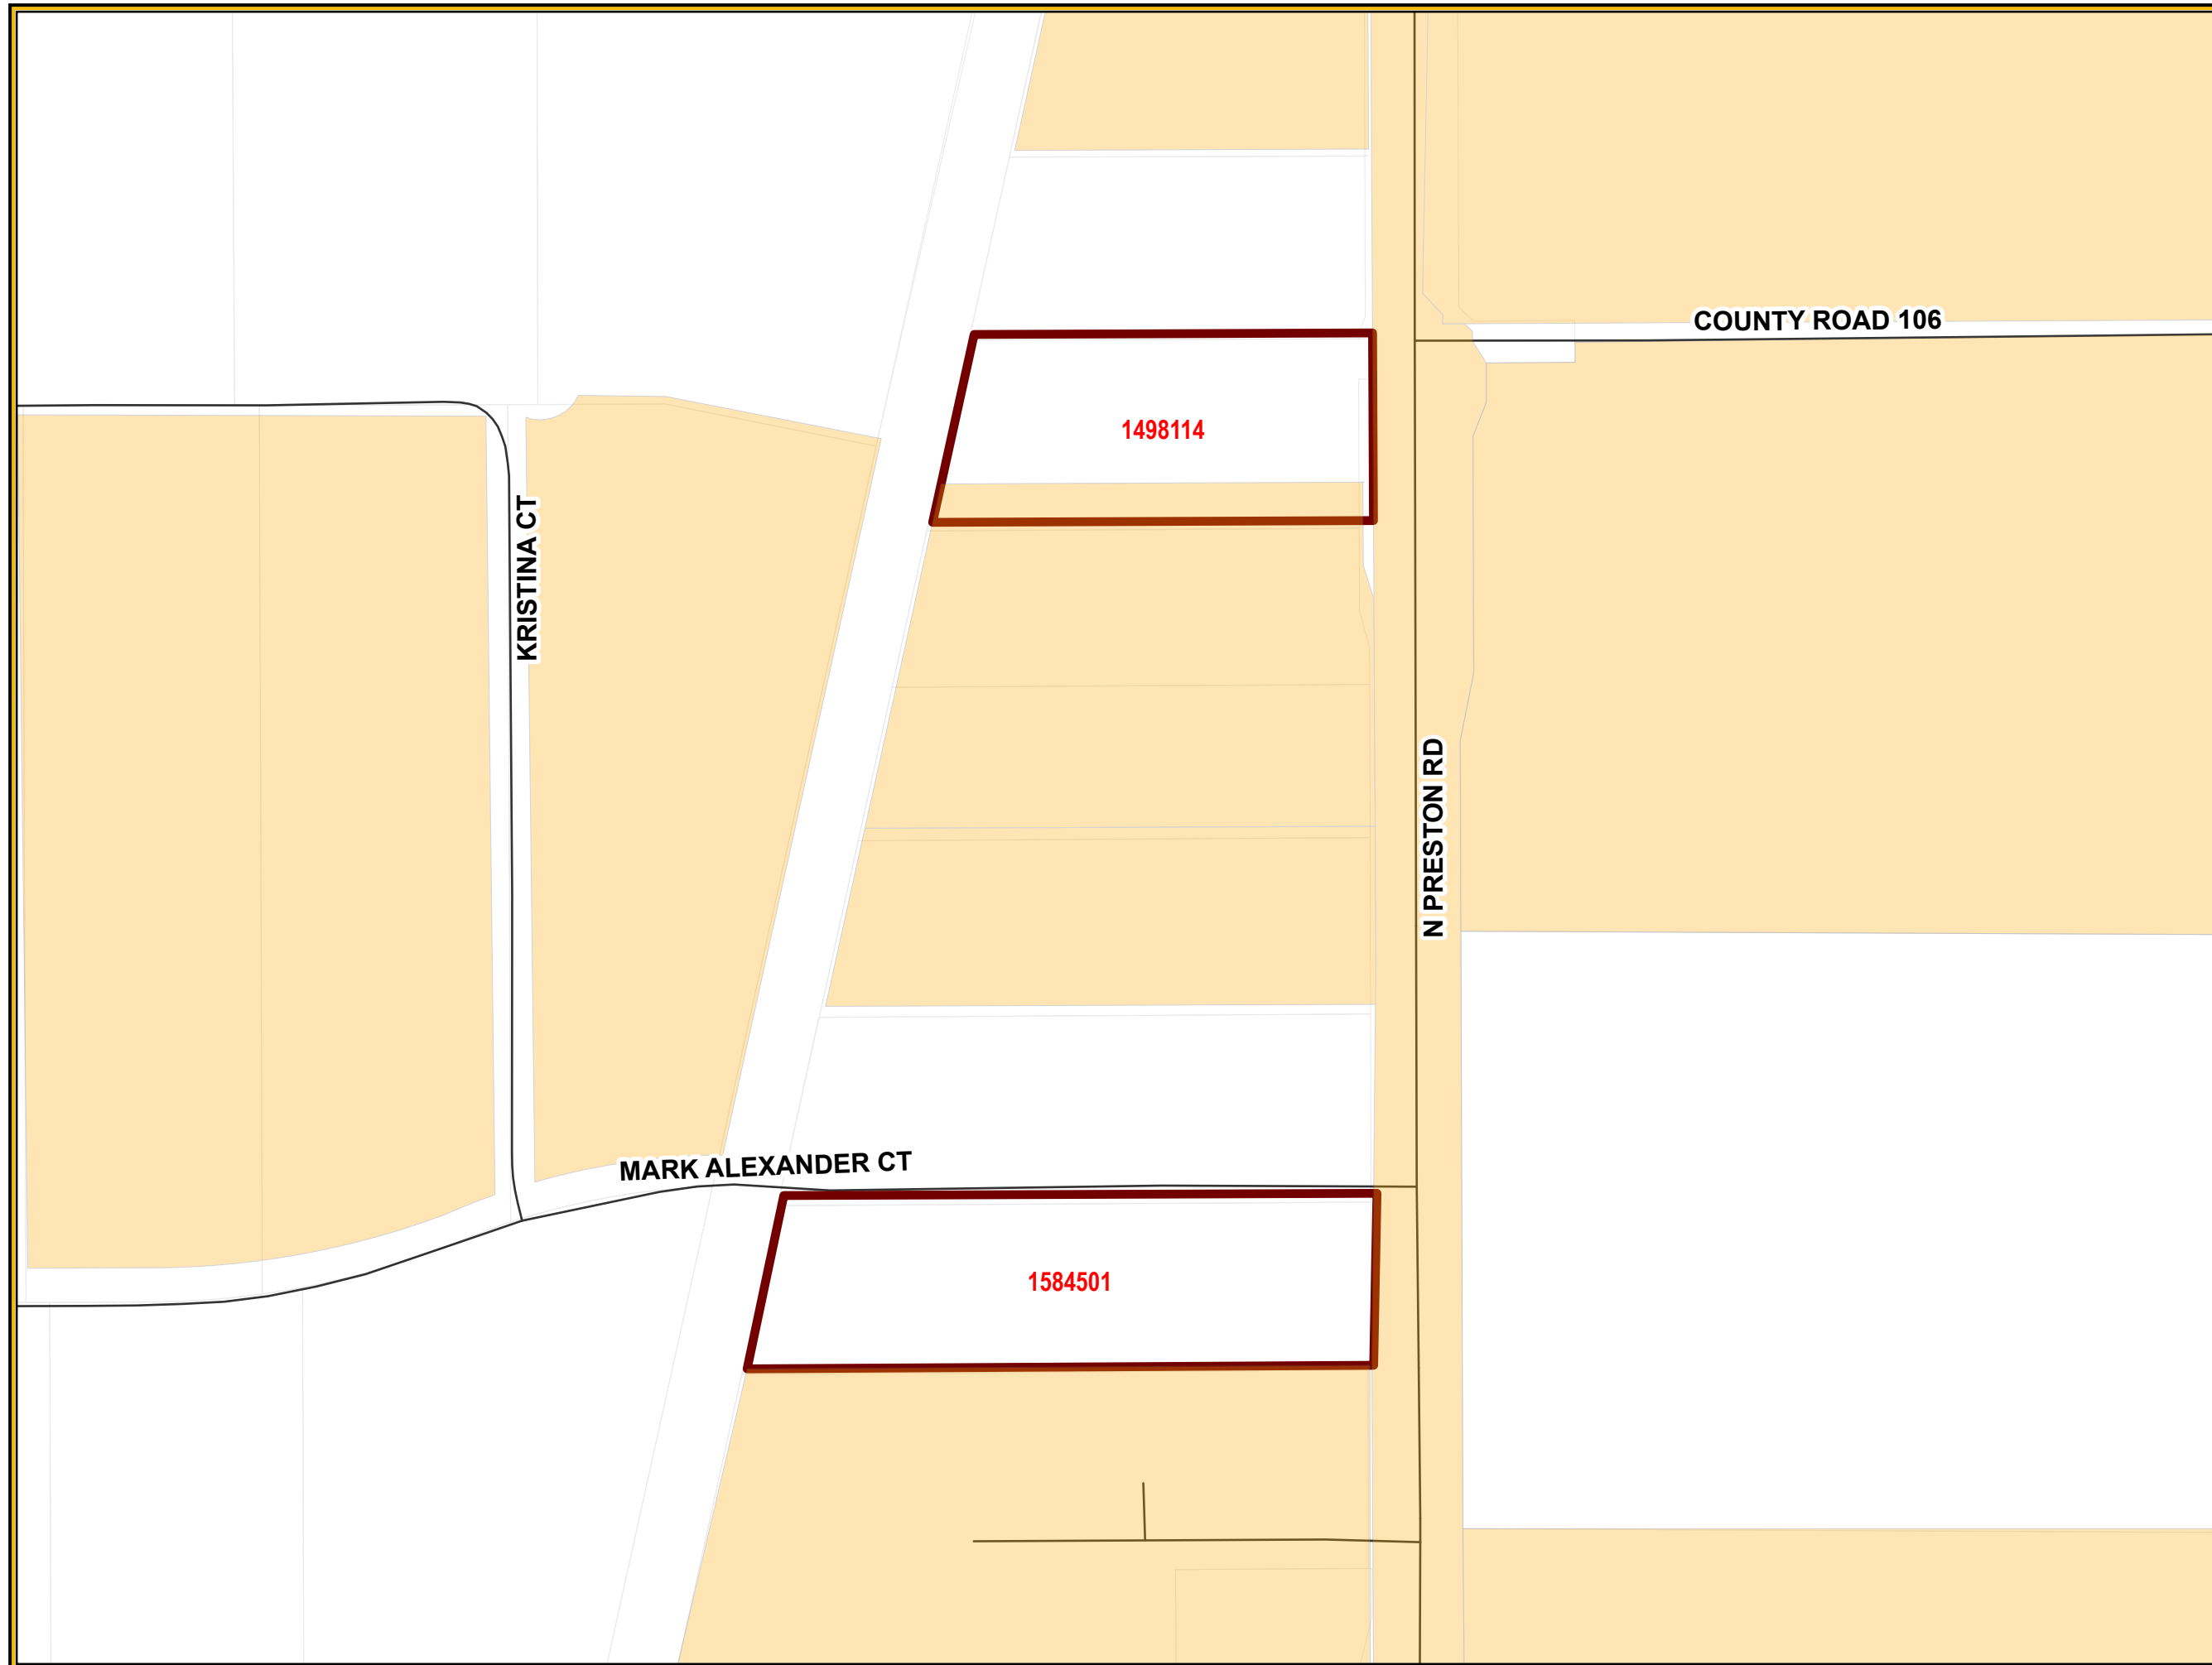 COUNTY ROAD 106
1498114
KRISTINA CT
N PRESTON RD
MARK ALEXANDER CT
1584501